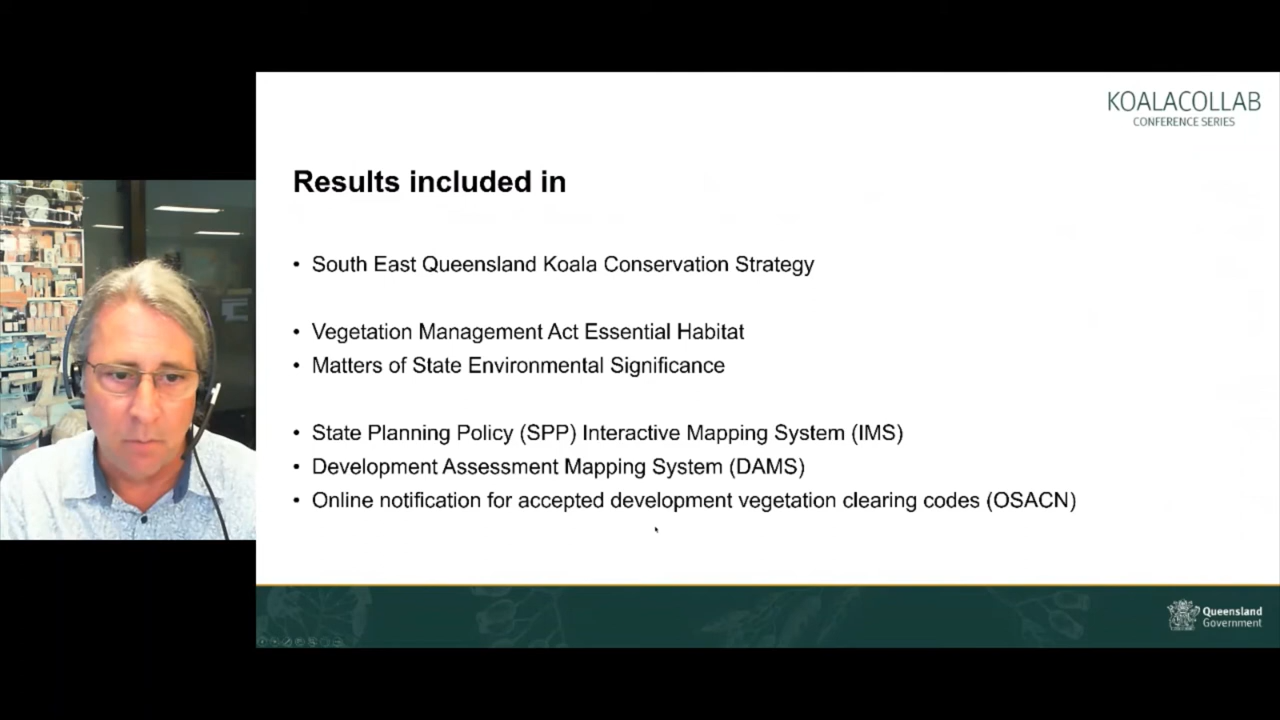 KOALACOLLAB
CONFERENCE SERIES
Results included in
• South East Queensland Koala Conservation Strategy
• Vegetation Management Act Essential Habitat
• Matters of State Environmental Significance
• State Planning Policy (SPP) Interactive Mapping System (IMS)
• Development Assessment Mapping System (DAMS)
• Online notification for accepted development vegetation clearing codes (OSACN)
Queensland
Government